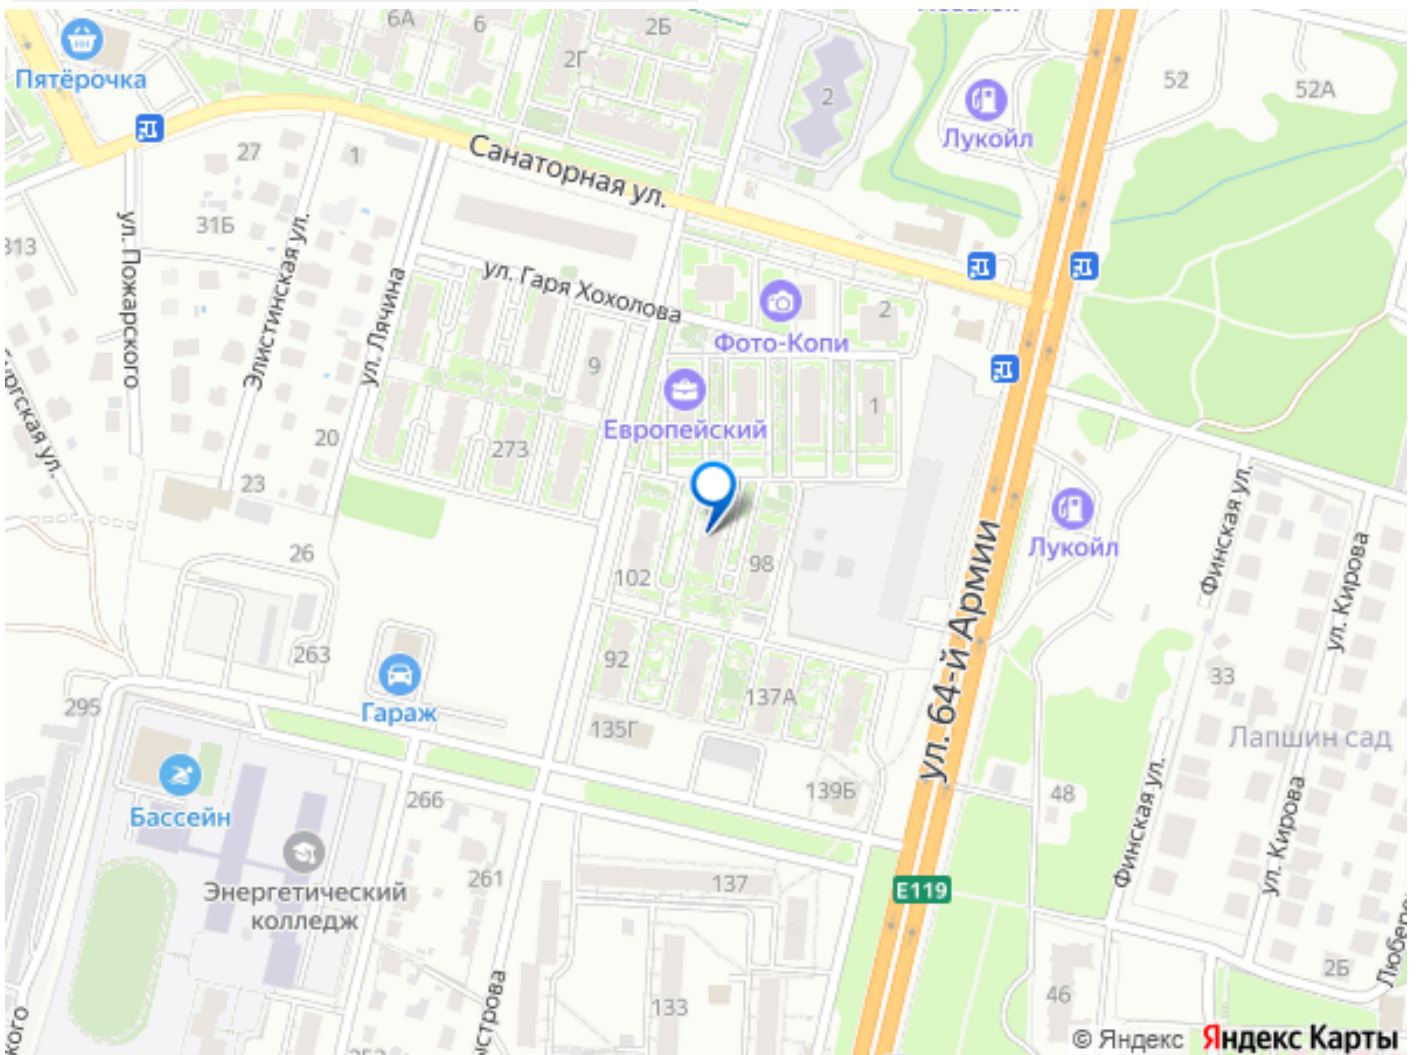 6А
6
2Б
2Г
Пятёрочка
2
Лукойл
52
52А
27
1
Санаторная ул.
313
31Б
ул. Пожарского
Элистинская ул.
ул. Лячина
ул. Гаря Хохолова
2
Фото-Копи
9
1
Европейский
20
273
23
26
102
98
Лукойл
Финская ул.
ул. Кирова
ул. 64-й Армии
263
92
33
295
Гараж
135Г
137А
Лапшин сад
Бассейн
266
139Б
48
Финская ул.
ул. Кирова
Энергетический
колледж
261
137
E119
133
46
2Б
© Яндекс Яндекс Карты